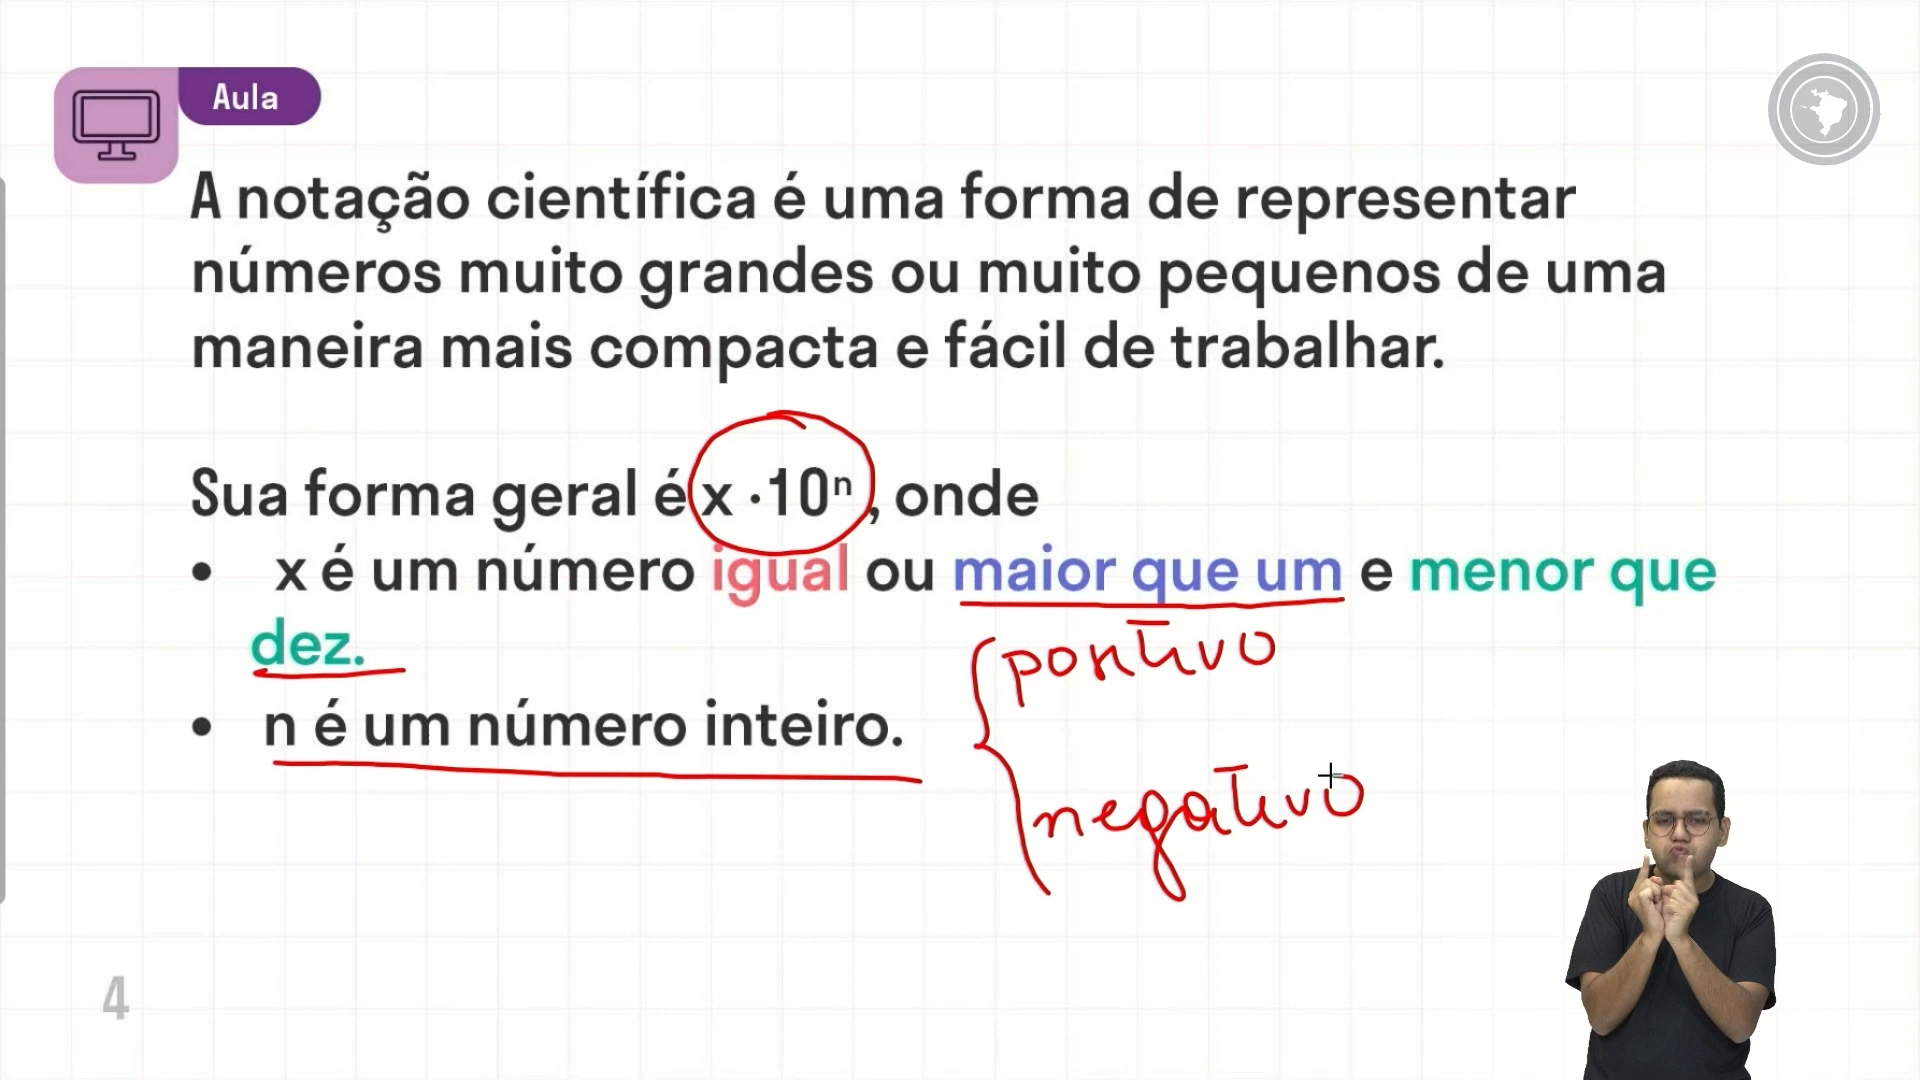 Aula
A notação científica é uma forma de representar
números muito grandes ou muito pequenos de uma
maneira mais compacta e fácil de trabalhar.
Sua forma geral é x ·10ⁿ , onde
• x é um número igual ou maior que um e menor que
dez.
positivo
• n é um número inteiro.
negativo
4